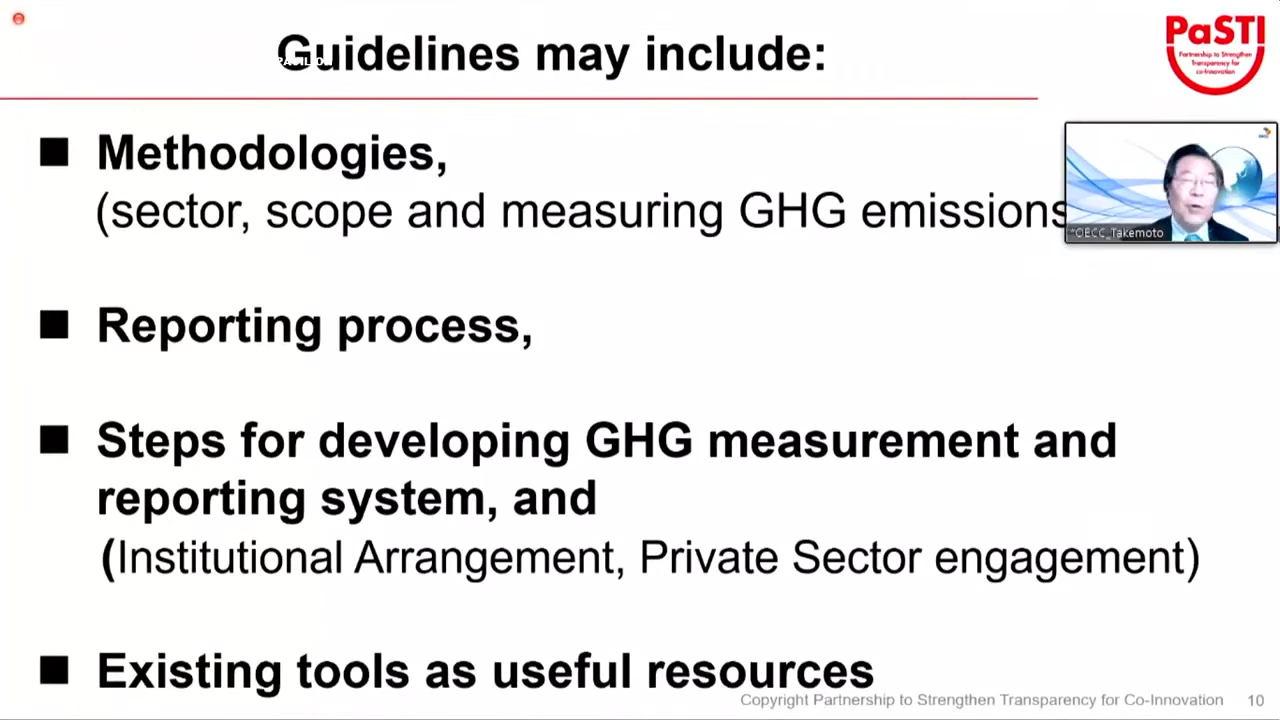 Guidelines may include:
PaSTI
Partnership to Strengthen
Transparency for
co-Innovation
■ Methodologies,
(sector, scope and measuring GHG emissions
*OECC_Takemoto
■ Reporting process,
■ Steps for developing GHG measurement and
reporting system, and
(Institutional Arrangement, Private Sector engagement)
■ Existing tools as useful resources
Copyright Partnership to Strengthen Transparency for Co-Innovation 10